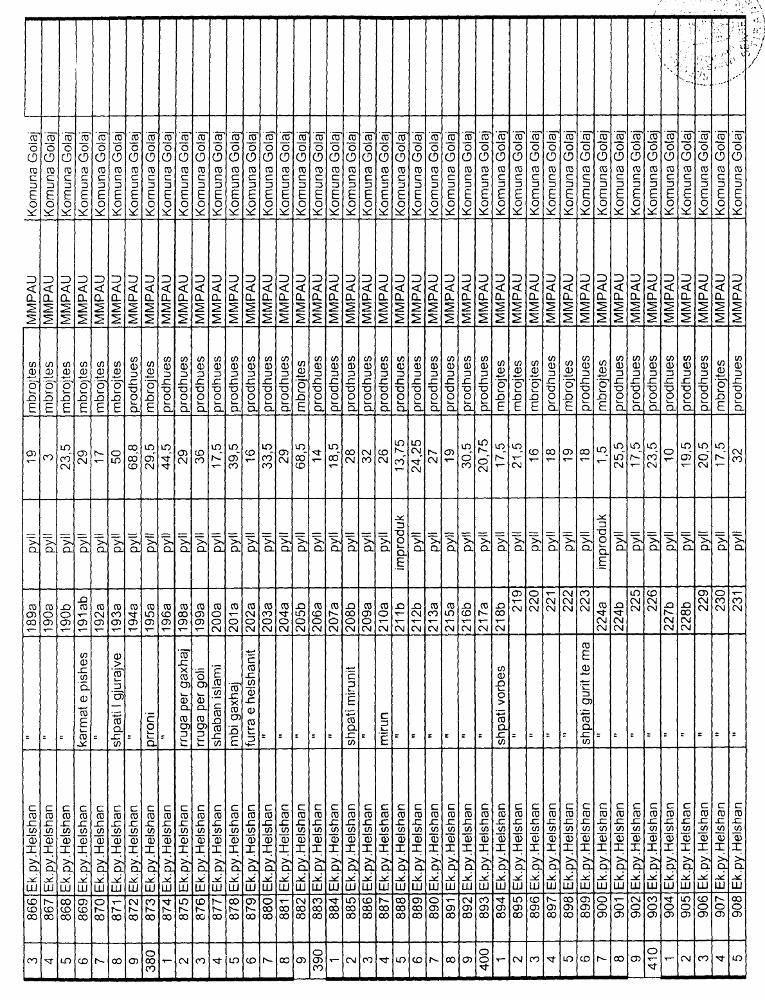 3 866 Ek.py.Helshan " 189a pyll 19 mbrojtes MMPAU Komuna Golaj
4 867 Ek.py.Helshan " 190a pyll 3 mbrojtes MMPAU Komuna Golaj
5 868 Ek.py.Helshan " 190b pyll 23,5 mbrojtes MMPAU Komuna Golaj
6 869 Ek.py.Helshan karmat e pishes 191ab pyll 29 mbrojtes MMPAU Komuna Golaj
7 870 Ek.py.Helshan " 192a pyll 17 mbrojtes MMPAU Komuna Golaj
8 871 Ek.py.Helshan shpati l gjurajve 193a pyll 50 mbrojtes MMPAU Komuna Golaj
9 872 Ek.py.Helshan " 194a pyll 68,8 prodhues MMPAU Komuna Golaj
380 873 Ek.py.Helshan prroni 195a pyll 29,5 mbrojtes MMPAU Komuna Golaj
1 874 Ek.py.Helshan " 196a pyll 44,5 prodhues MMPAU Komuna Golaj
2 875 Ek.py.Helshan rruga per gaxhaj 198a pyll 29 prodhues MMPAU Komuna Golaj
3 876 Ek.py.Helshan rruga per goli 199a pyll 36 prodhues MMPAU Komuna Golaj
4 877 Ek.py.Helshan shaban islami 200a pyll 17,5 prodhues MMPAU Komuna Golaj
5 878 Ek.py.Helshan mbi gaxhaj 201a pyll 39,5 prodhues MMPAU Komuna Golaj
6 879 Ek.py.Helshan furra e helshanit 202a pyll 16 prodhues MMPAU Komuna Golaj
7 880 Ek.py.Helshan " 203a pyll 33,5 prodhues MMPAU Komuna Golaj
8 881 Ek.py.Helshan " 204a pyll 29 prodhues MMPAU Komuna Golaj
9 882 Ek.py.Helshan " 205b pyll 68,5 mbrojtes MMPAU Komuna Golaj
390 883 Ek.py.Helshan " 206a pyll 14 prodhues MMPAU Komuna Golaj
1 884 Ek.py.Helshan " 207a pyll 18,5 prodhues MMPAU Komuna Golaj
2 885 Ek.py.Helshan shpati mirunit 208b pyll 28 prodhues MMPAU Komuna Golaj
3 886 Ek.py.Helshan " 209a pyll 32 prodhues MMPAU Komuna Golaj
4 887 Ek.py.Helshan mirun 210a pyll 26 prodhues MMPAU Komuna Golaj
5 888 Ek.py.Helshan " 211b improduk 13,75 prodhues MMPAU Komuna Golaj
6 889 Ek.py.Helshan " 212b pyll 24,25 prodhues MMPAU Komuna Golaj
7 890 Ek.py.Helshan " 213a pyll 27 prodhues MMPAU Komuna Golaj
8 891 Ek.py.Helshan " 215a pyll 19 prodhues MMPAU Komuna Golaj
9 892 Ek.py.Helshan " 216b pyll 30,5 prodhues MMPAU Komuna Golaj
400 893 Ek.py.Helshan " 217a pyll 20,75 prodhues MMPAU Komuna Golaj
1 894 Ek.py.Helshan shpati vorbes 218b pyll 17,5 mbrojtes MMPAU Komuna Golaj
2 895 Ek.py.Helshan " 219 pyll 21,5 mbrojtes MMPAU Komuna Golaj
3 896 Ek.py.Helshan " 220 pyll 16 mbrojtes MMPAU Komuna Golaj
4 897 Ek.py.Helshan " 221 pyll 18 prodhues MMPAU Komuna Golaj
5 898 Ek.py.Helshan " 222 pyll 19 mbrojtes MMPAU Komuna Golaj
6 899 Ek.py.Helshan shpati gurit te ma 223 pyll 18 prodhues MMPAU Komuna Golaj
7 900 Ek.py.Helshan " 224a improduk 1,5 mbrojtes MMPAU Komuna Golaj
8 901 Ek.py.Helshan " 224b pyll 25,5 prodhues MMPAU Komuna Golaj
9 902 Ek.py.Helshan " 225 pyll 17,5 prodhues MMPAU Komuna Golaj
410 903 Ek.py.Helshan " 226 pyll 23,5 prodhues MMPAU Komuna Golaj
1 904 Ek.py.Helshan " 227b pyll 10 prodhues MMPAU Komuna Golaj
2 905 Ek.py.Helshan " 228b pyll 19,5 prodhues MMPAU Komuna Golaj
3 906 Ek.py.Helshan " 229 pyll 20,5 prodhues MMPAU Komuna Golaj
4 907 Ek.py.Helshan " 230 pyll 17,5 mbrojtes MMPAU Komuna Golaj
5 908 Ek.py.Helshan " 231 pyll 32 prodhues MMPAU Komuna Golaj